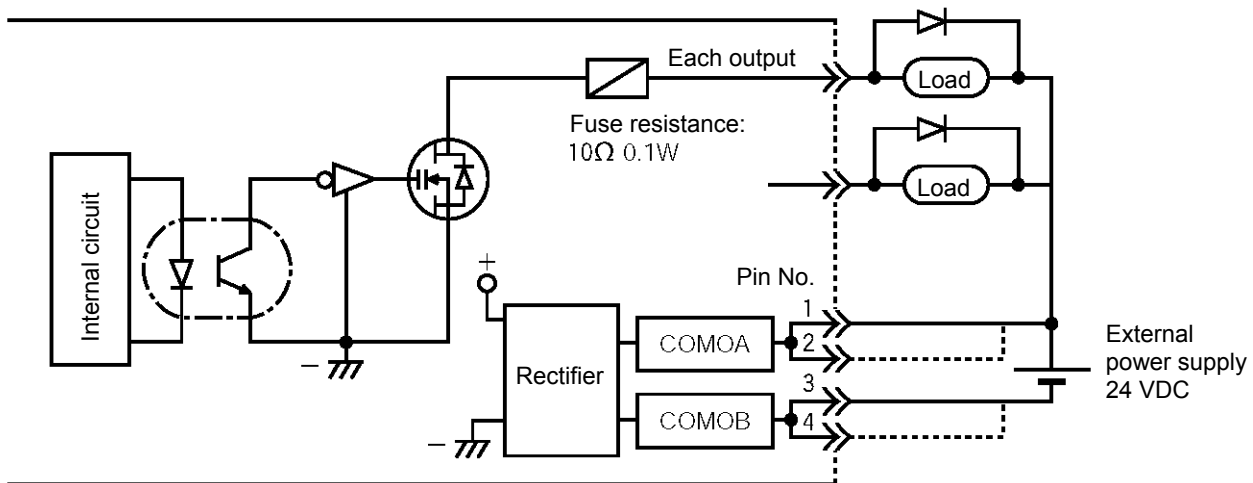 Each output
Load
Fuse resistance:
10Ω 0.1W
Load
Internal circuit
+
Pin No.
1
COMOA
2
Rectifier
External
power supply
24 VDC
3
COMOB
4
−
−